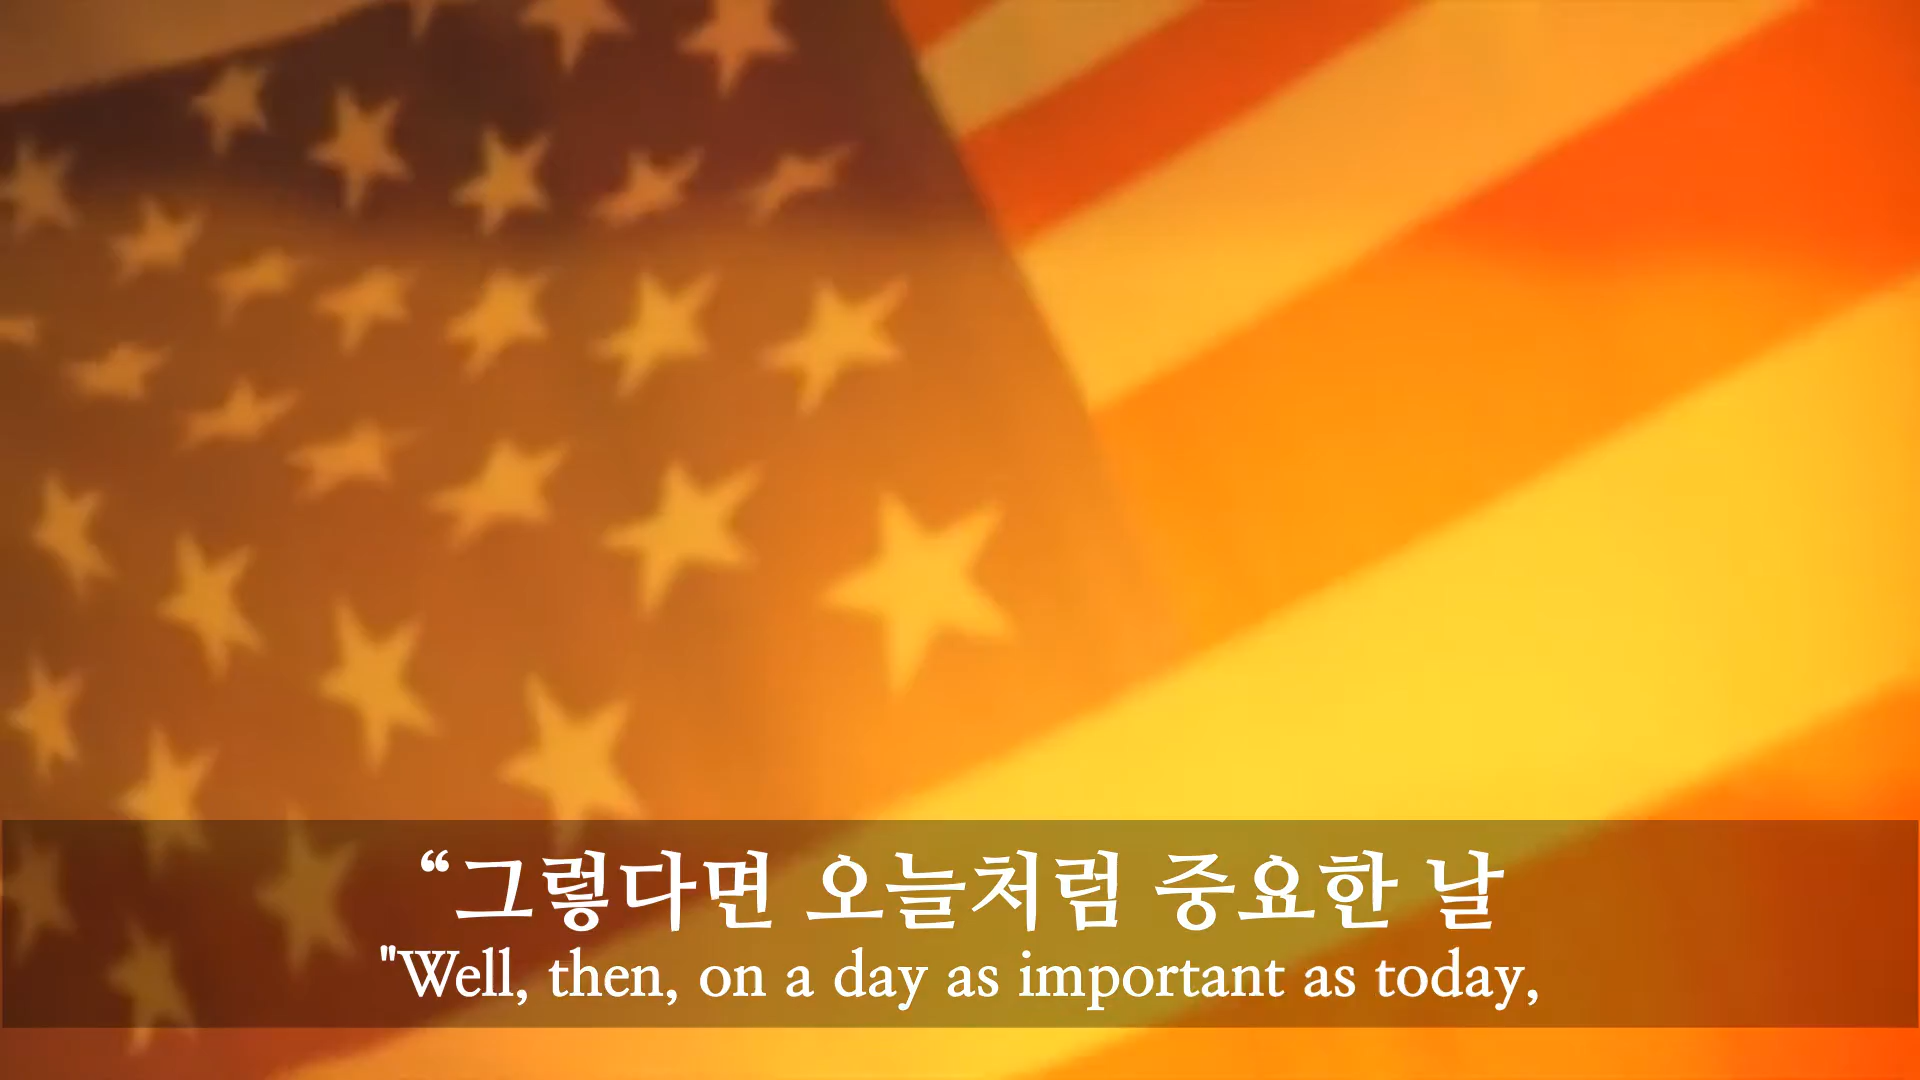 “그렇다면 오늘처럼 중요한 날
"Well, then, on a day as important as today,